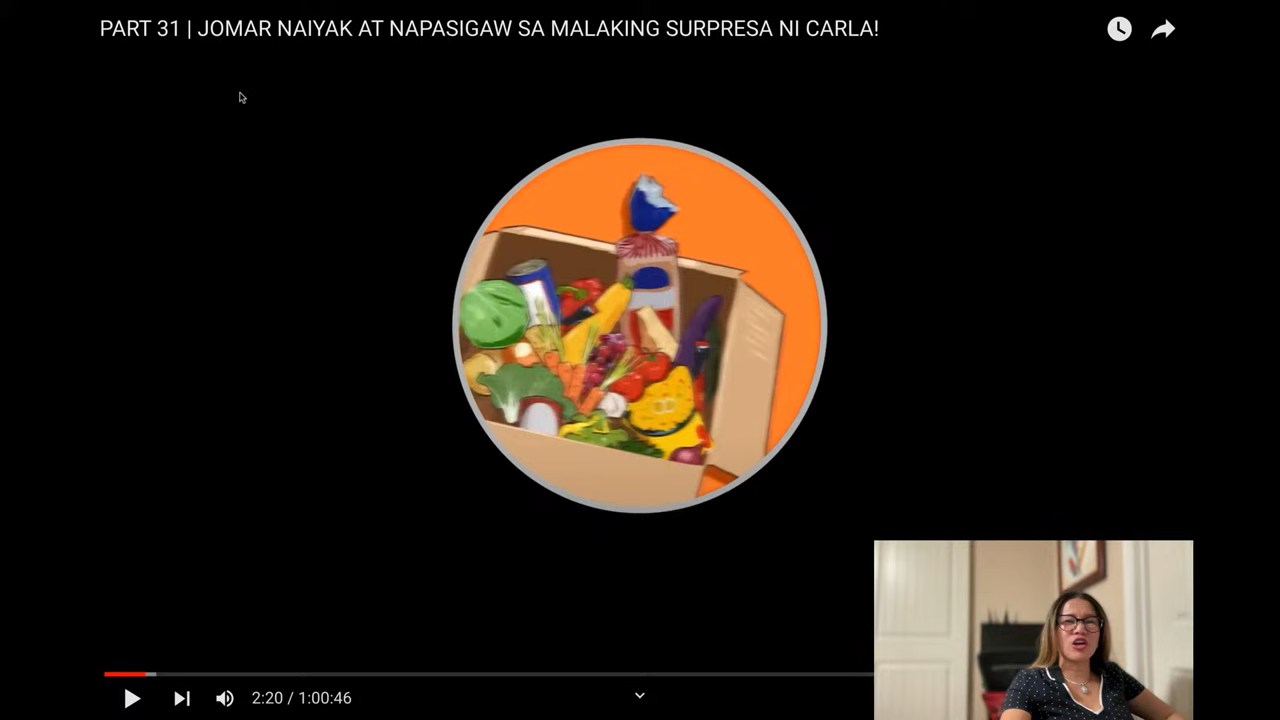 PART 31 | JOMAR NAIYAK AT NAPASIGAW SA MALAKING SURPRESA NI CARLA!
2:20 / 1:00:46